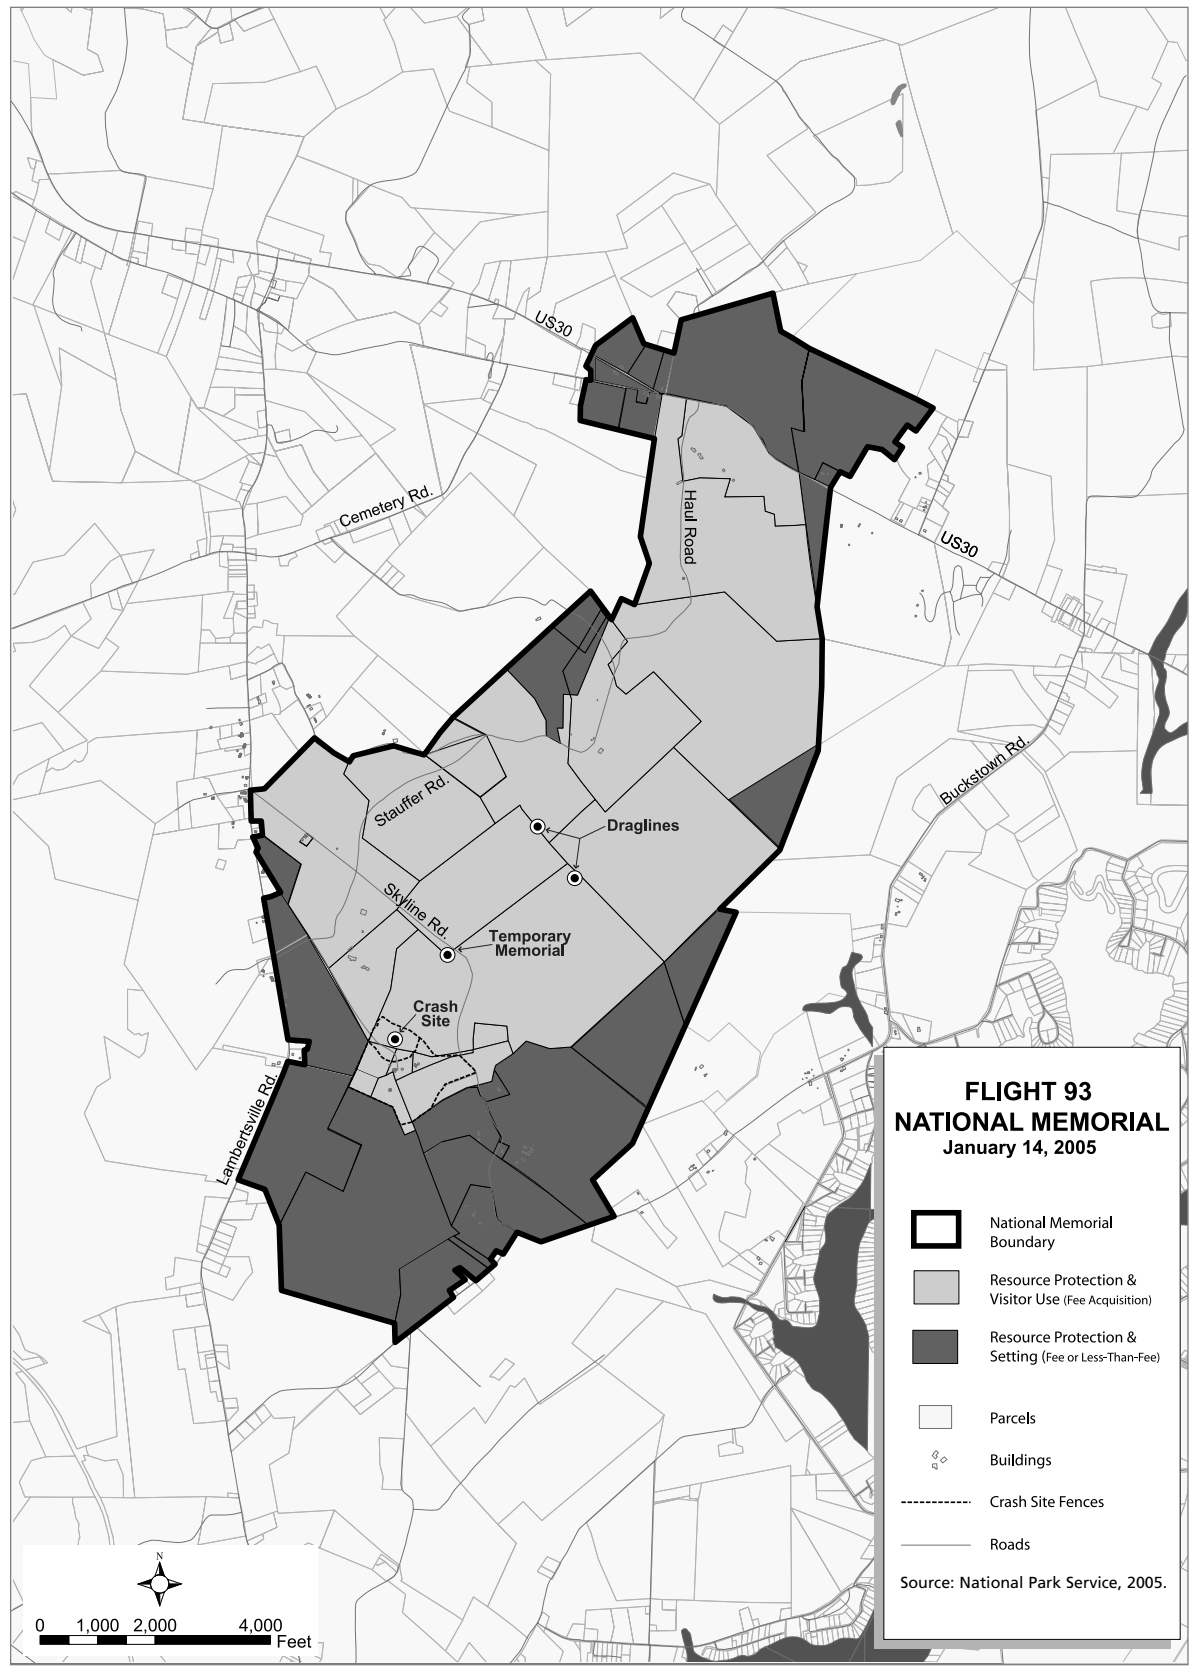 US30
Cemetery Rd.
Haul Road
US30
Buckstown Rd.
Stauffer Rd.
Draglines
Skyline Rd.
Temporary
Memorial
Crash
Site
Lambertsville Rd.
FLIGHT 93
NATIONAL MEMORIAL
January 14, 2005
National Memorial
Boundary
Resource Protection &
Visitor Use (Fee Acquisition)
Resource Protection &
Setting (Fee or Less-Than-Fee)
Parcels
Buildings
Crash Site Fences
Roads
Source: National Park Service, 2005.
N
0 1,000 2,000 4,000
Feet